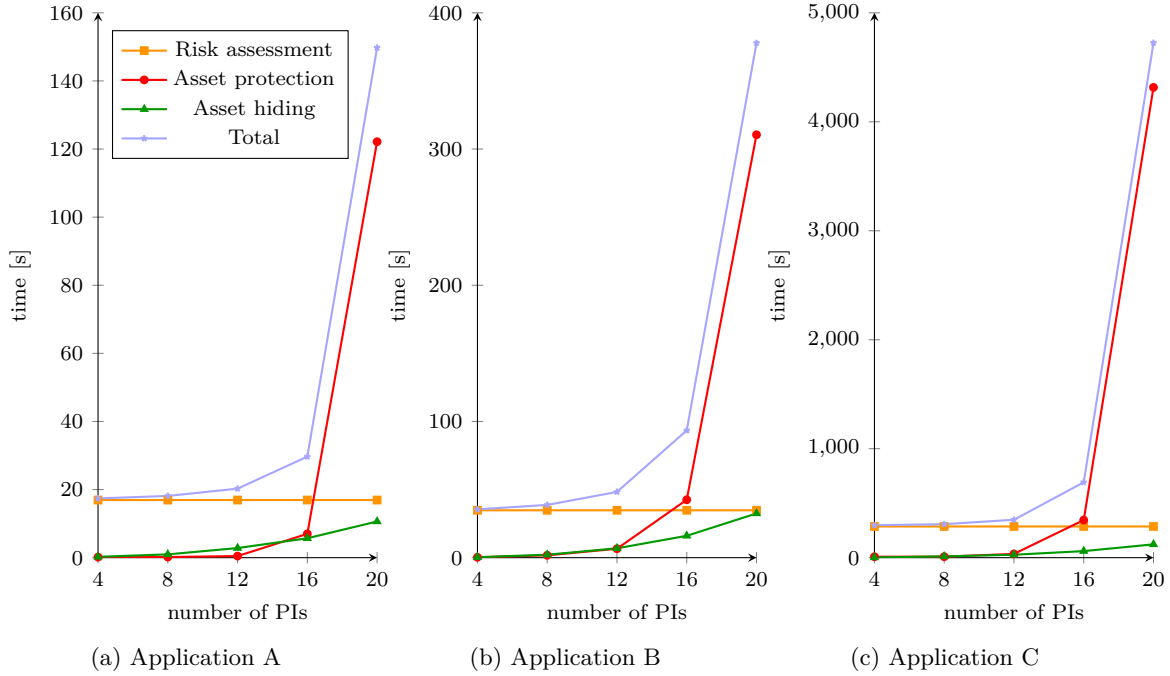 160
140
120
100
80
60
40
20
0
time [s]
4 8 12 16 20
number of PIs
Risk assessment
Asset protection
Asset hiding
Total
(a) Application A
400
300
200
100
0
time [s]
4 8 12 16 20
number of PIs
(b) Application B
5,000
4,000
3,000
2,000
1,000
0
time [s]
4 8 12 16 20
number of PIs
(c) Application C